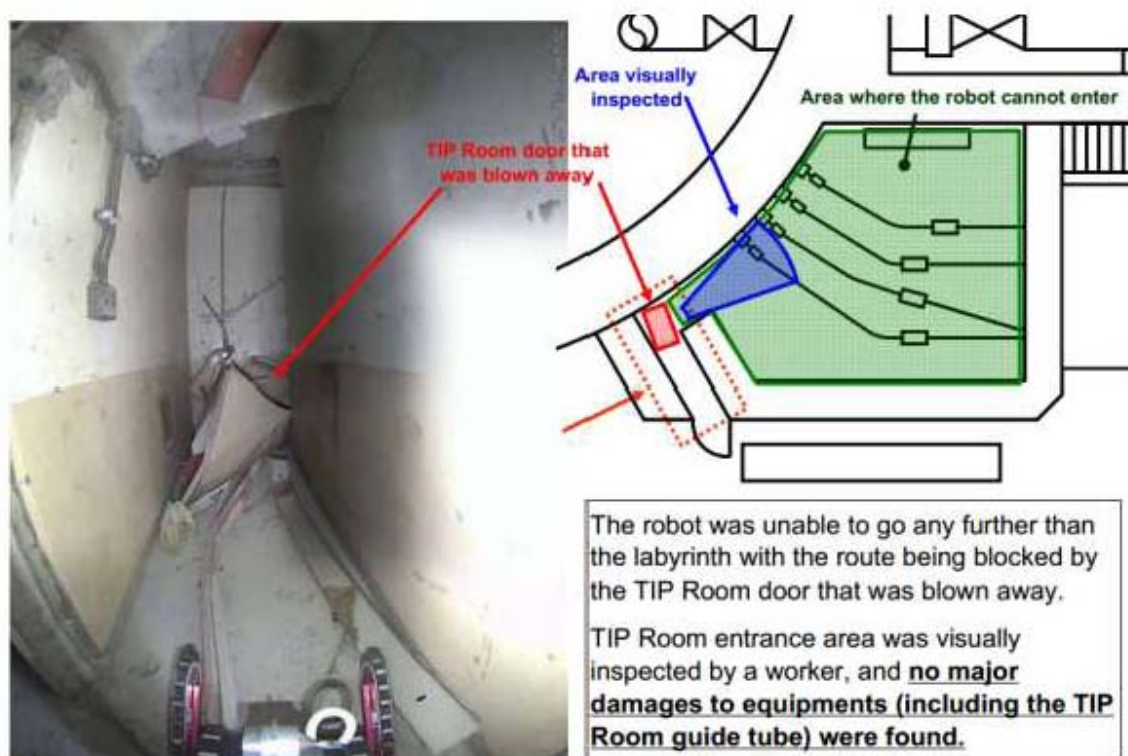 TIP Room door that
was blown away
Area visually
inspected
Area where the robot cannot enter
The robot was unable to go any further than
the labyrinth with the route being blocked by
the TIP Room door that was blown away.
TIP Room entrance area was visually
inspected by a worker, and no major
damages to equipments (including the TIP
Room guide tube) were found.